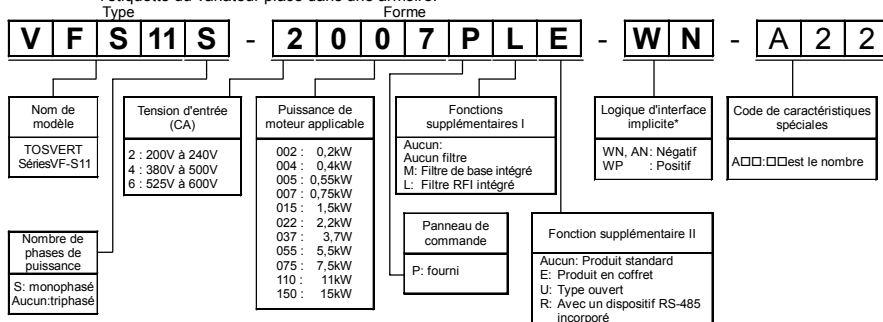 l'étiquette du variateur placé dans une armoire.
Type
Forme
V F S 11 S - 2 0 0 7 P L E - W N - A 2 2
Nom de
modèle
TOSVERT
SériesVF-S11
Nombre de
phases de
puissance
S: monophasé
Aucun:triphasé
Tension d'entrée
(CA)
2 : 200V à 240V
4 : 380V à 500V
6 : 525V à 600V
Puissance de
moteur applicable
002 : 0,2kW
004 : 0,4kW
005 : 0,55kW
007 : 0,75kW
015 : 1,5kW
022 : 2,2kW
037 : 3,7W
055 : 5,5kW
075 : 7,5kW
110 : 11kW
150 : 15kW
Fonctions
supplémentaires I
Aucun:
Aucun filtre
M: Filtre de base intégré
L: Filtre RFI intégré
Panneau de
commande
P: fourni
Logique d'interface
implicite*
WN, AN: Négatif
WP : Positif
Fonction supplémentaire II
Aucun: Produit standard
E: Produit en coffret
U: Type ouvert
R: Avec un dispositif RS-485
incorporé
Code de caractéristiques
spéciales
A□□:□□est le nombre